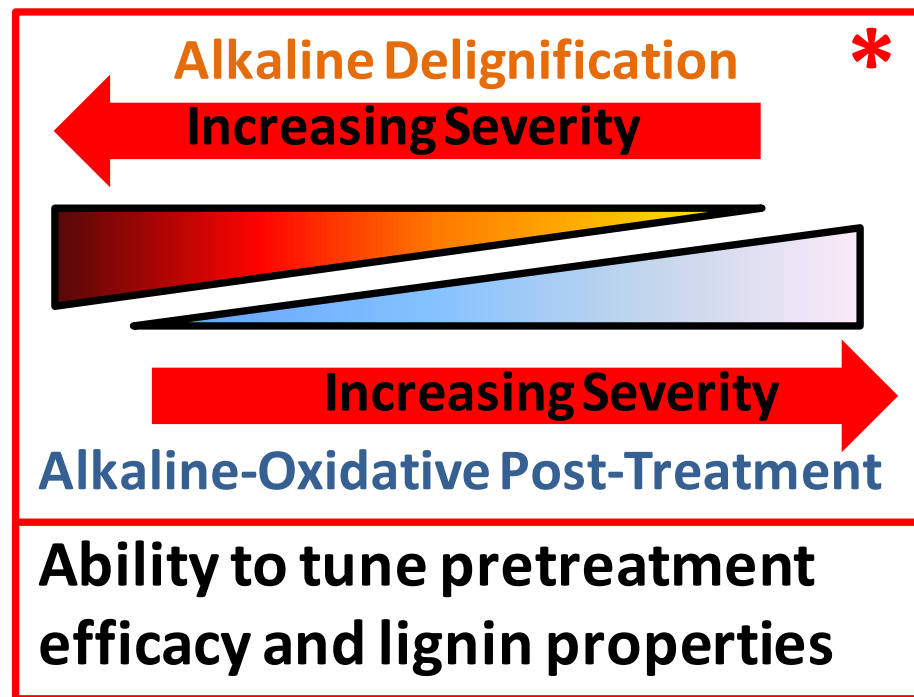 Alkaline Delignification
*
Increasing Severity
Increasing Severity
Alkaline-Oxidative Post-Treatment
Ability to tune pretreatment
efficacy and lignin properties